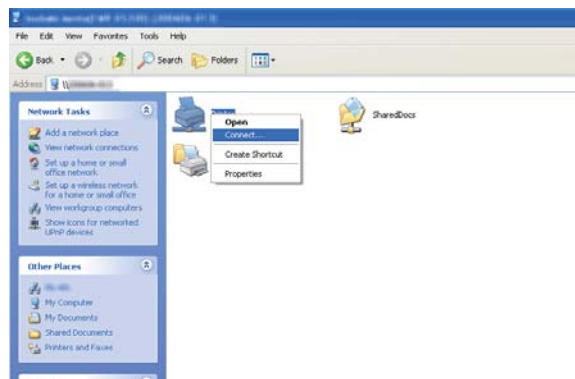 File Edit View Favorites Tools Help
Back Search Folders
Address \\
Network Tasks
Add a network place
View network connections
Set up a home or small
office network
Set up a wireless network
for a home or small office
View workgroup computers
Show icons for networked
UPnP devices
Other Places
My Computer
My Documents
Shared Documents
Printers and Faxes
Open
Connect...
Create Shortcut
Properties
SharedDocs